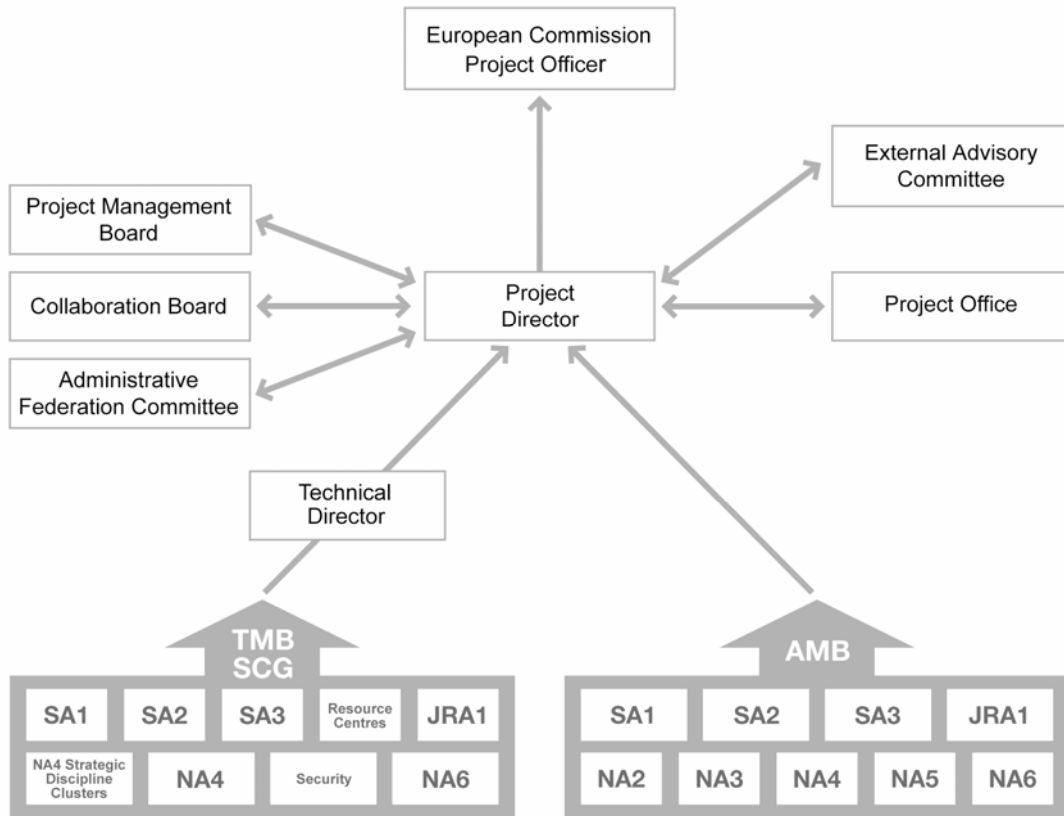 European Commission
Project Officer
External Advisory
Committee
Project Management
Board
Collaboration Board
Project
Director
Project Office
Administrative
Federation Committee
Technical
Director
TMB
SCG
AMB
SA1
SA2
SA3
Resource
Centres
JRA1
NA4 Strategic
Discipline
Clusters
NA4
Security
NA6
SA1
SA2
SA3
JRA1
NA2
NA3
NA4
NA5
NA6